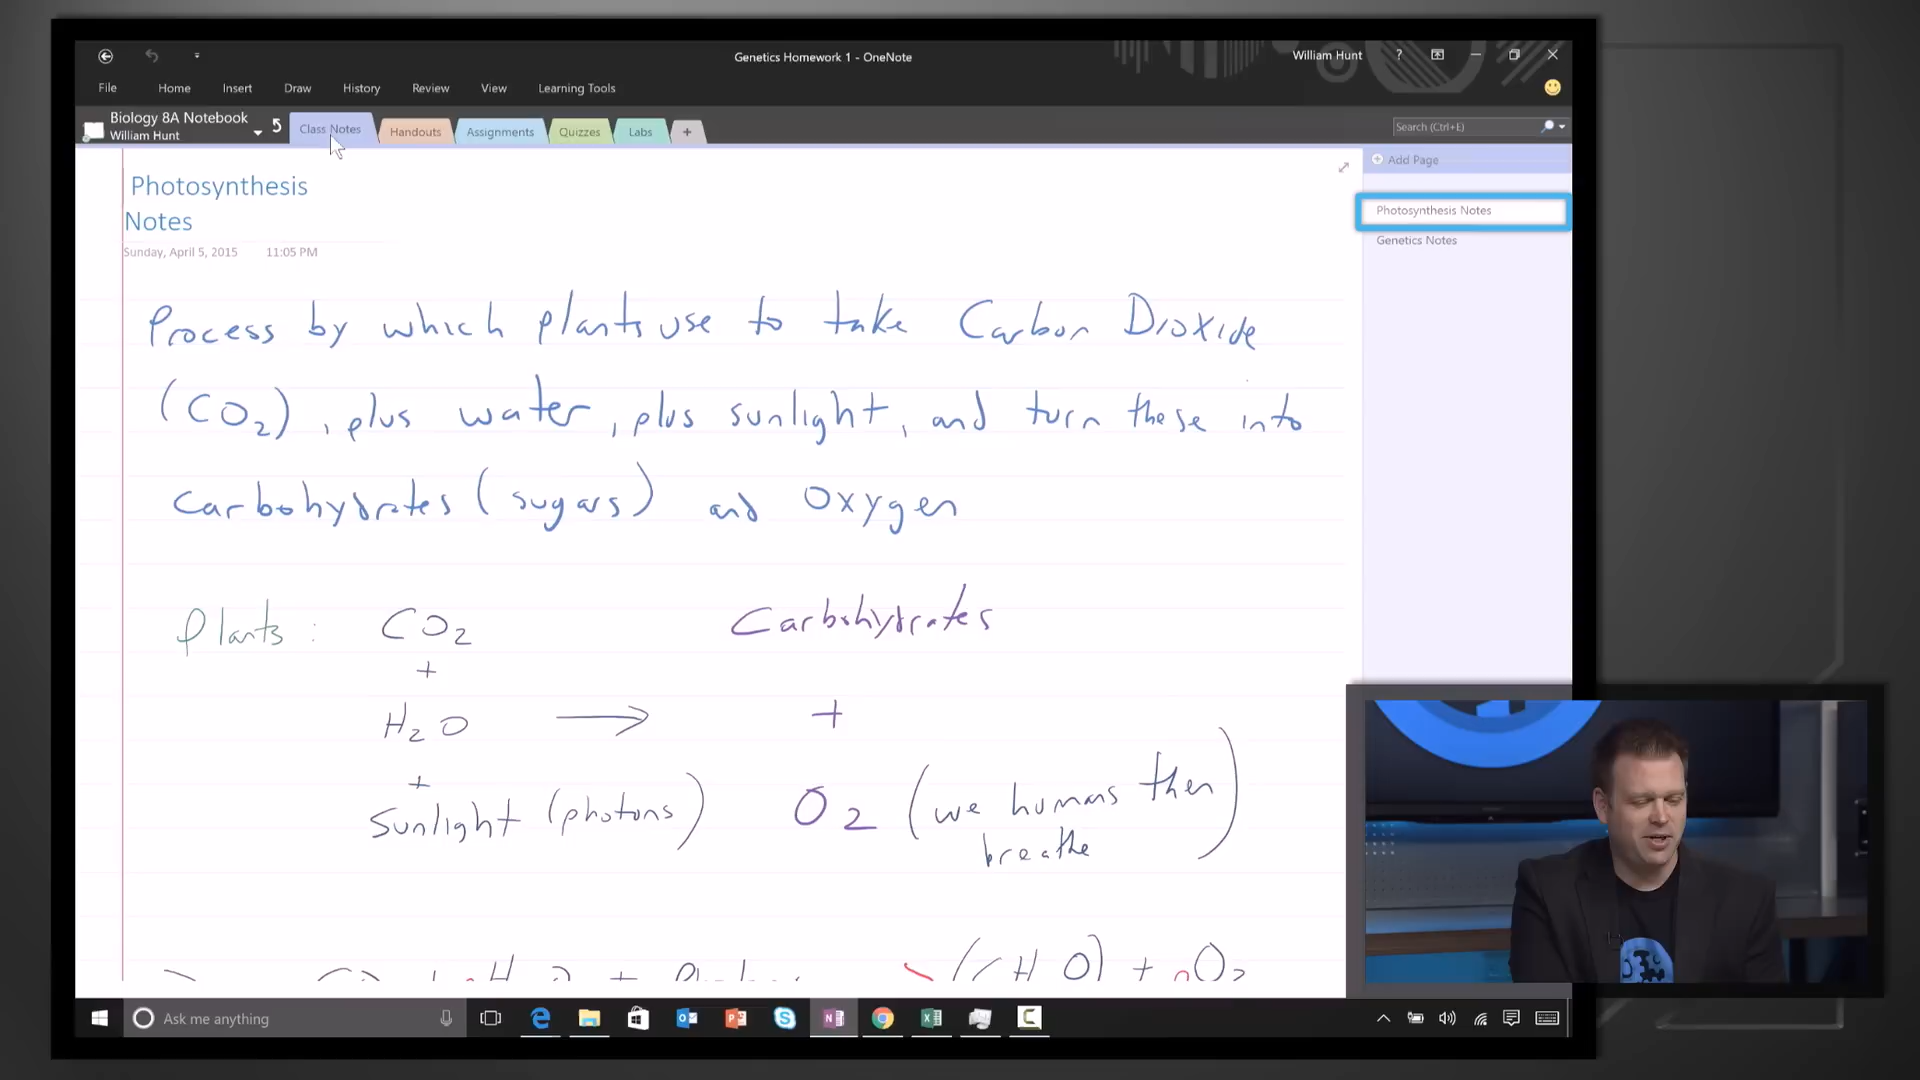 Genetics Homework 1 - OneNote
William Hunt
?
File Home Insert Draw History Review View Learning Tools
Biology 8A Notebook
William Hunt
Class Notes
Handouts
Assignments
Quizzes
Labs
+
Search (Ctrl+E)
Add Page
Photosynthesis Notes
Genetics Notes
Photosynthesis
Notes
Sunday, April 5, 2015 11:05 PM
Process by which plants use to take Carbon Dioxide
(CO2), plus water, plus sunlight, and turn these into
Carbohydrates (sugars) and Oxygen
Plants: CO2
+
H2O →
+
Sunlight (photons)
Carbohydrates
+
O2 (we humans then
breathe)
(CH O) + nO2
Ask me anything